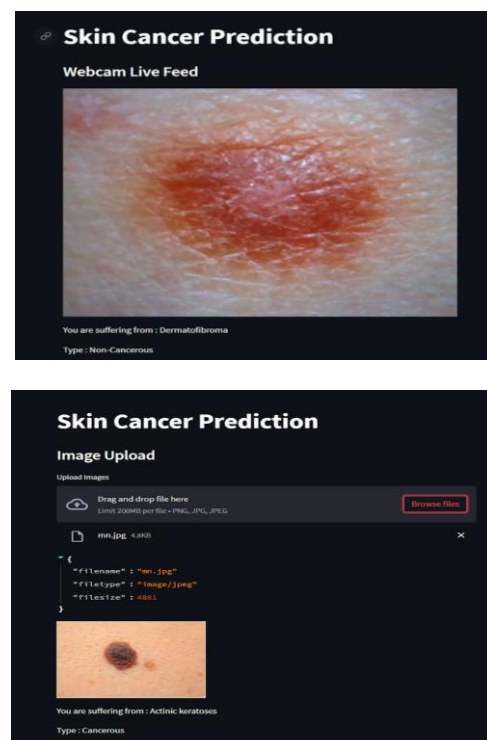 Skin Cancer Prediction
Webcam Live Feed
You are suffering from : Dermatofibroma
Type : Non-Cancerous
Skin Cancer Prediction
Image Upload
Upload Images
Drag and drop file here
Limit 200MB per file • PNG, JPG, JPEG
Browse files
mn.jpg 4.8KB
{
"filename" : "mn.jpg"
"filetype" : "image/jpeg"
"filesize" : 4881
}
You are suffering from : Actinic keratoses
Type : Cancerous